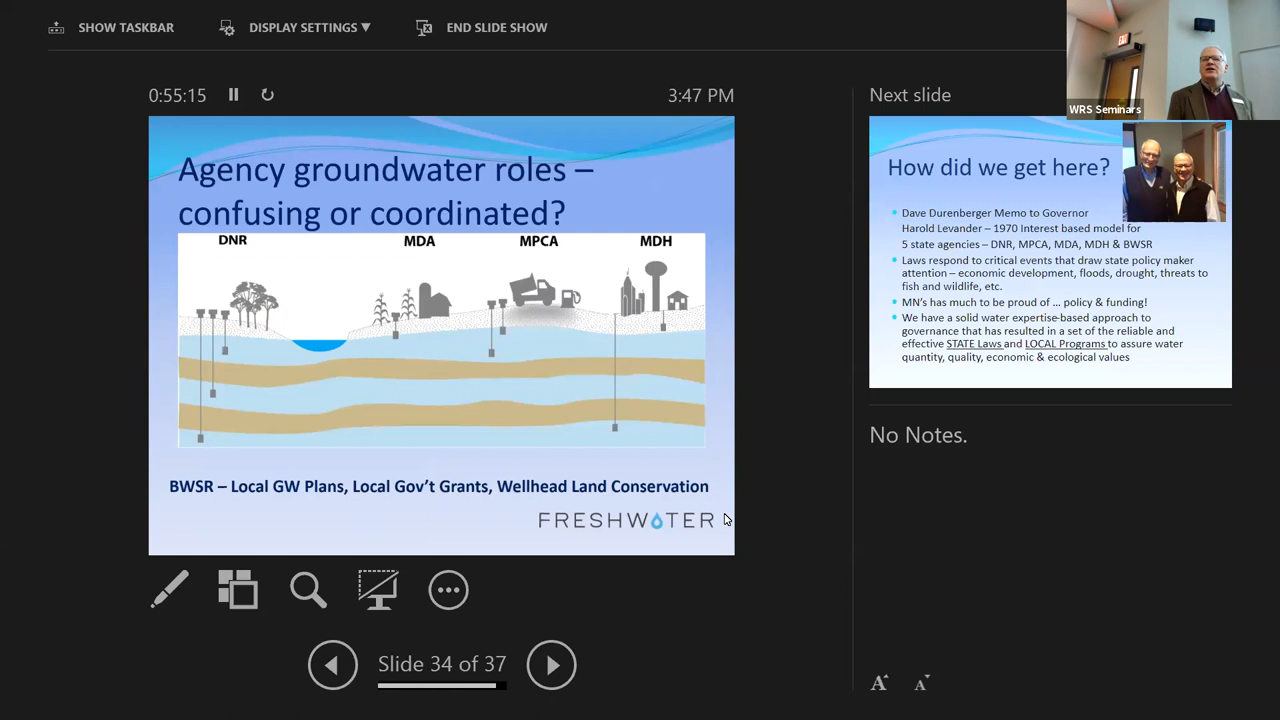 SHOW TASKBAR
DISPLAY SETTINGS ▼
END SLIDE SHOW
EXIT
WRS Seminars
0:55:15
3:47 PM
Agency groundwater roles –
confusing or coordinated?
DNR MDA MPCA MDH
BWSR – Local GW Plans, Local Gov't Grants, Wellhead Land Conservation
FRESHWATER
Slide 34 of 37
Next slide
How did we get here?
• Dave Durenberger Memo to Governor
Harold Levander – 1970 Interest based model for
5 state agencies – DNR, MPCA, MDA, MDH & BWSR
• Laws respond to critical events that draw state policy maker
attention – economic development, floods, drought, threats to
fish and wildlife, etc.
• MN's has much to be proud of ... policy & funding!
• We have a solid water expertise-based approach to
governance that has resulted in a set of the reliable and
effective STATE Laws and LOCAL Programs to assure water
quantity, quality, economic & ecological values
No Notes.
A A